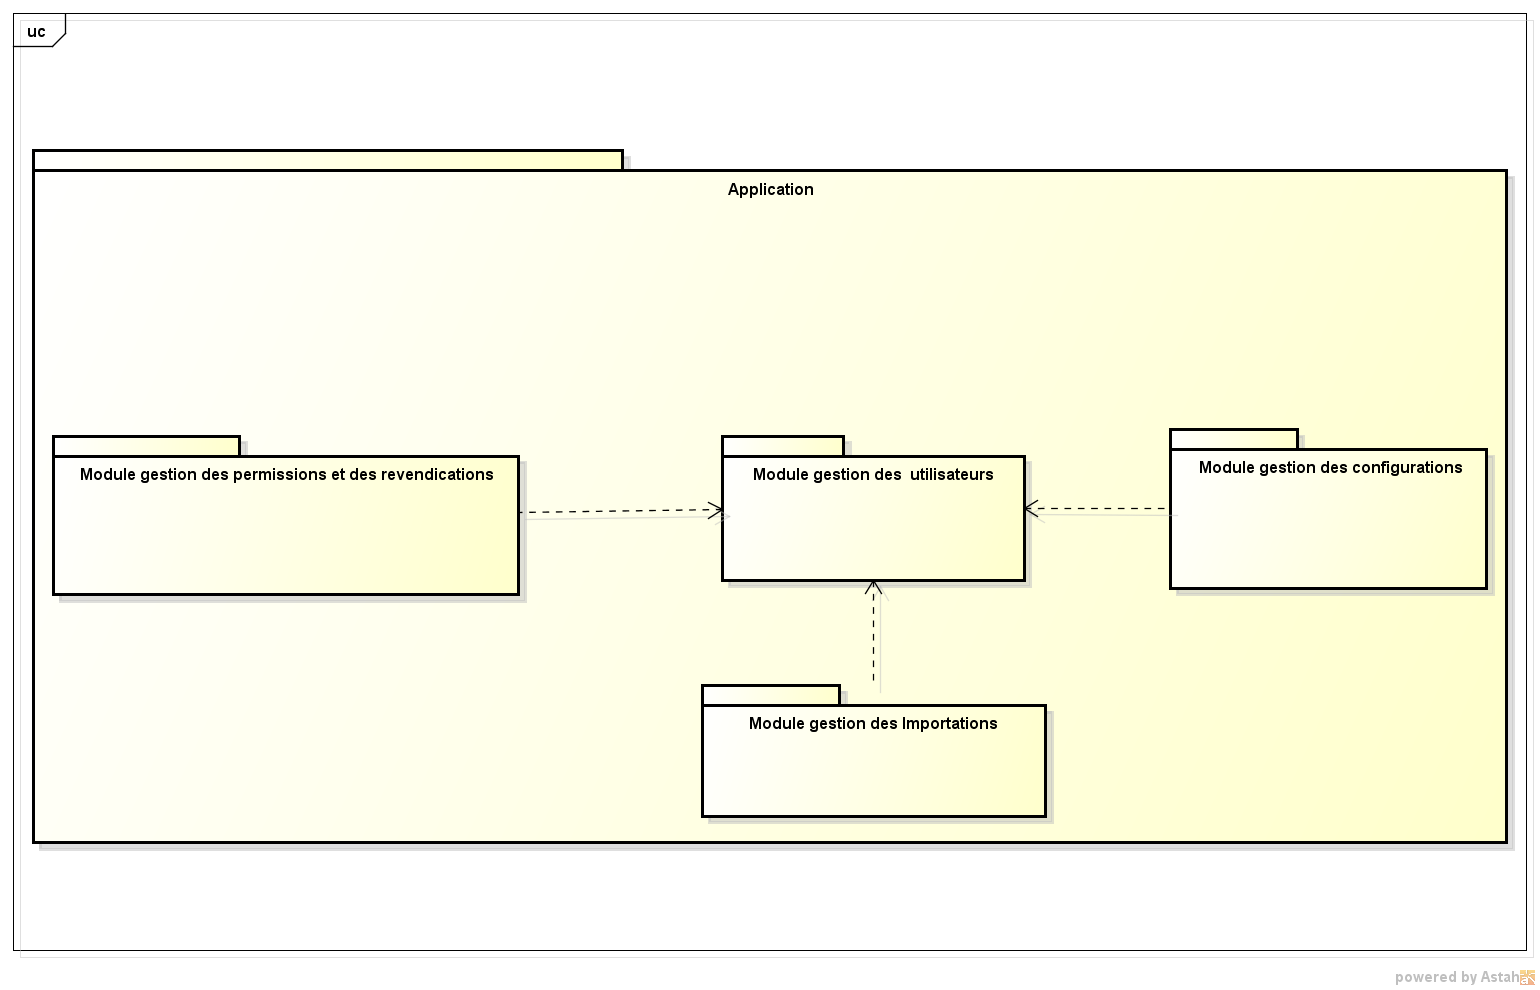 uc
Application
Module gestion des permissions et des revendications
Module gestion des  utilisateurs
Module gestion des configurations
Module gestion des Importations
powered by Astah